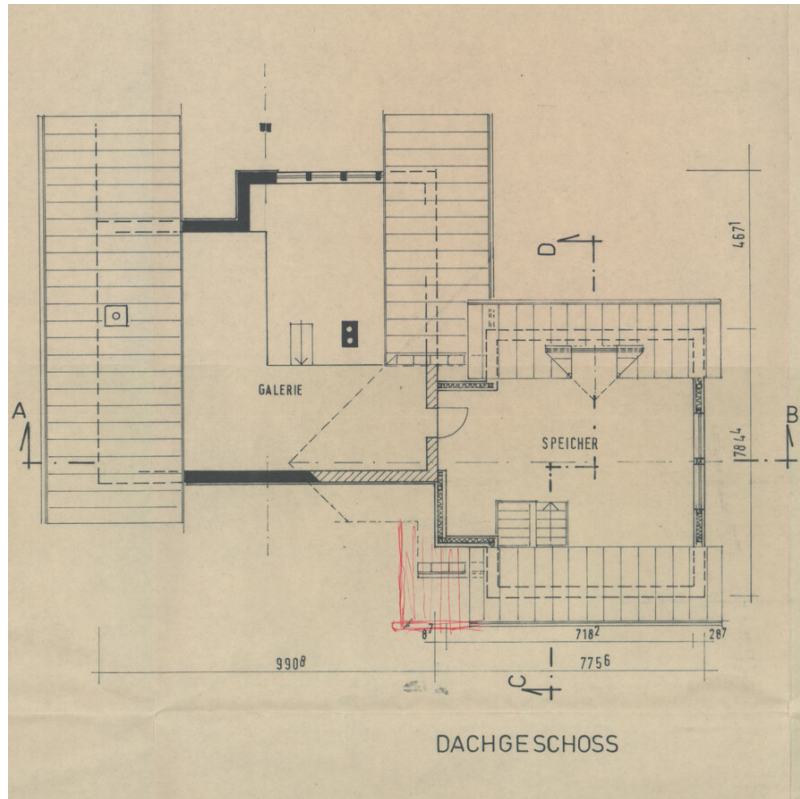 D
467¹
GALERIE
A
B
SPEICHER
784⁴
8⁷
718²
28⁷
990⁸
775⁶
C
DACHGESCHOSS